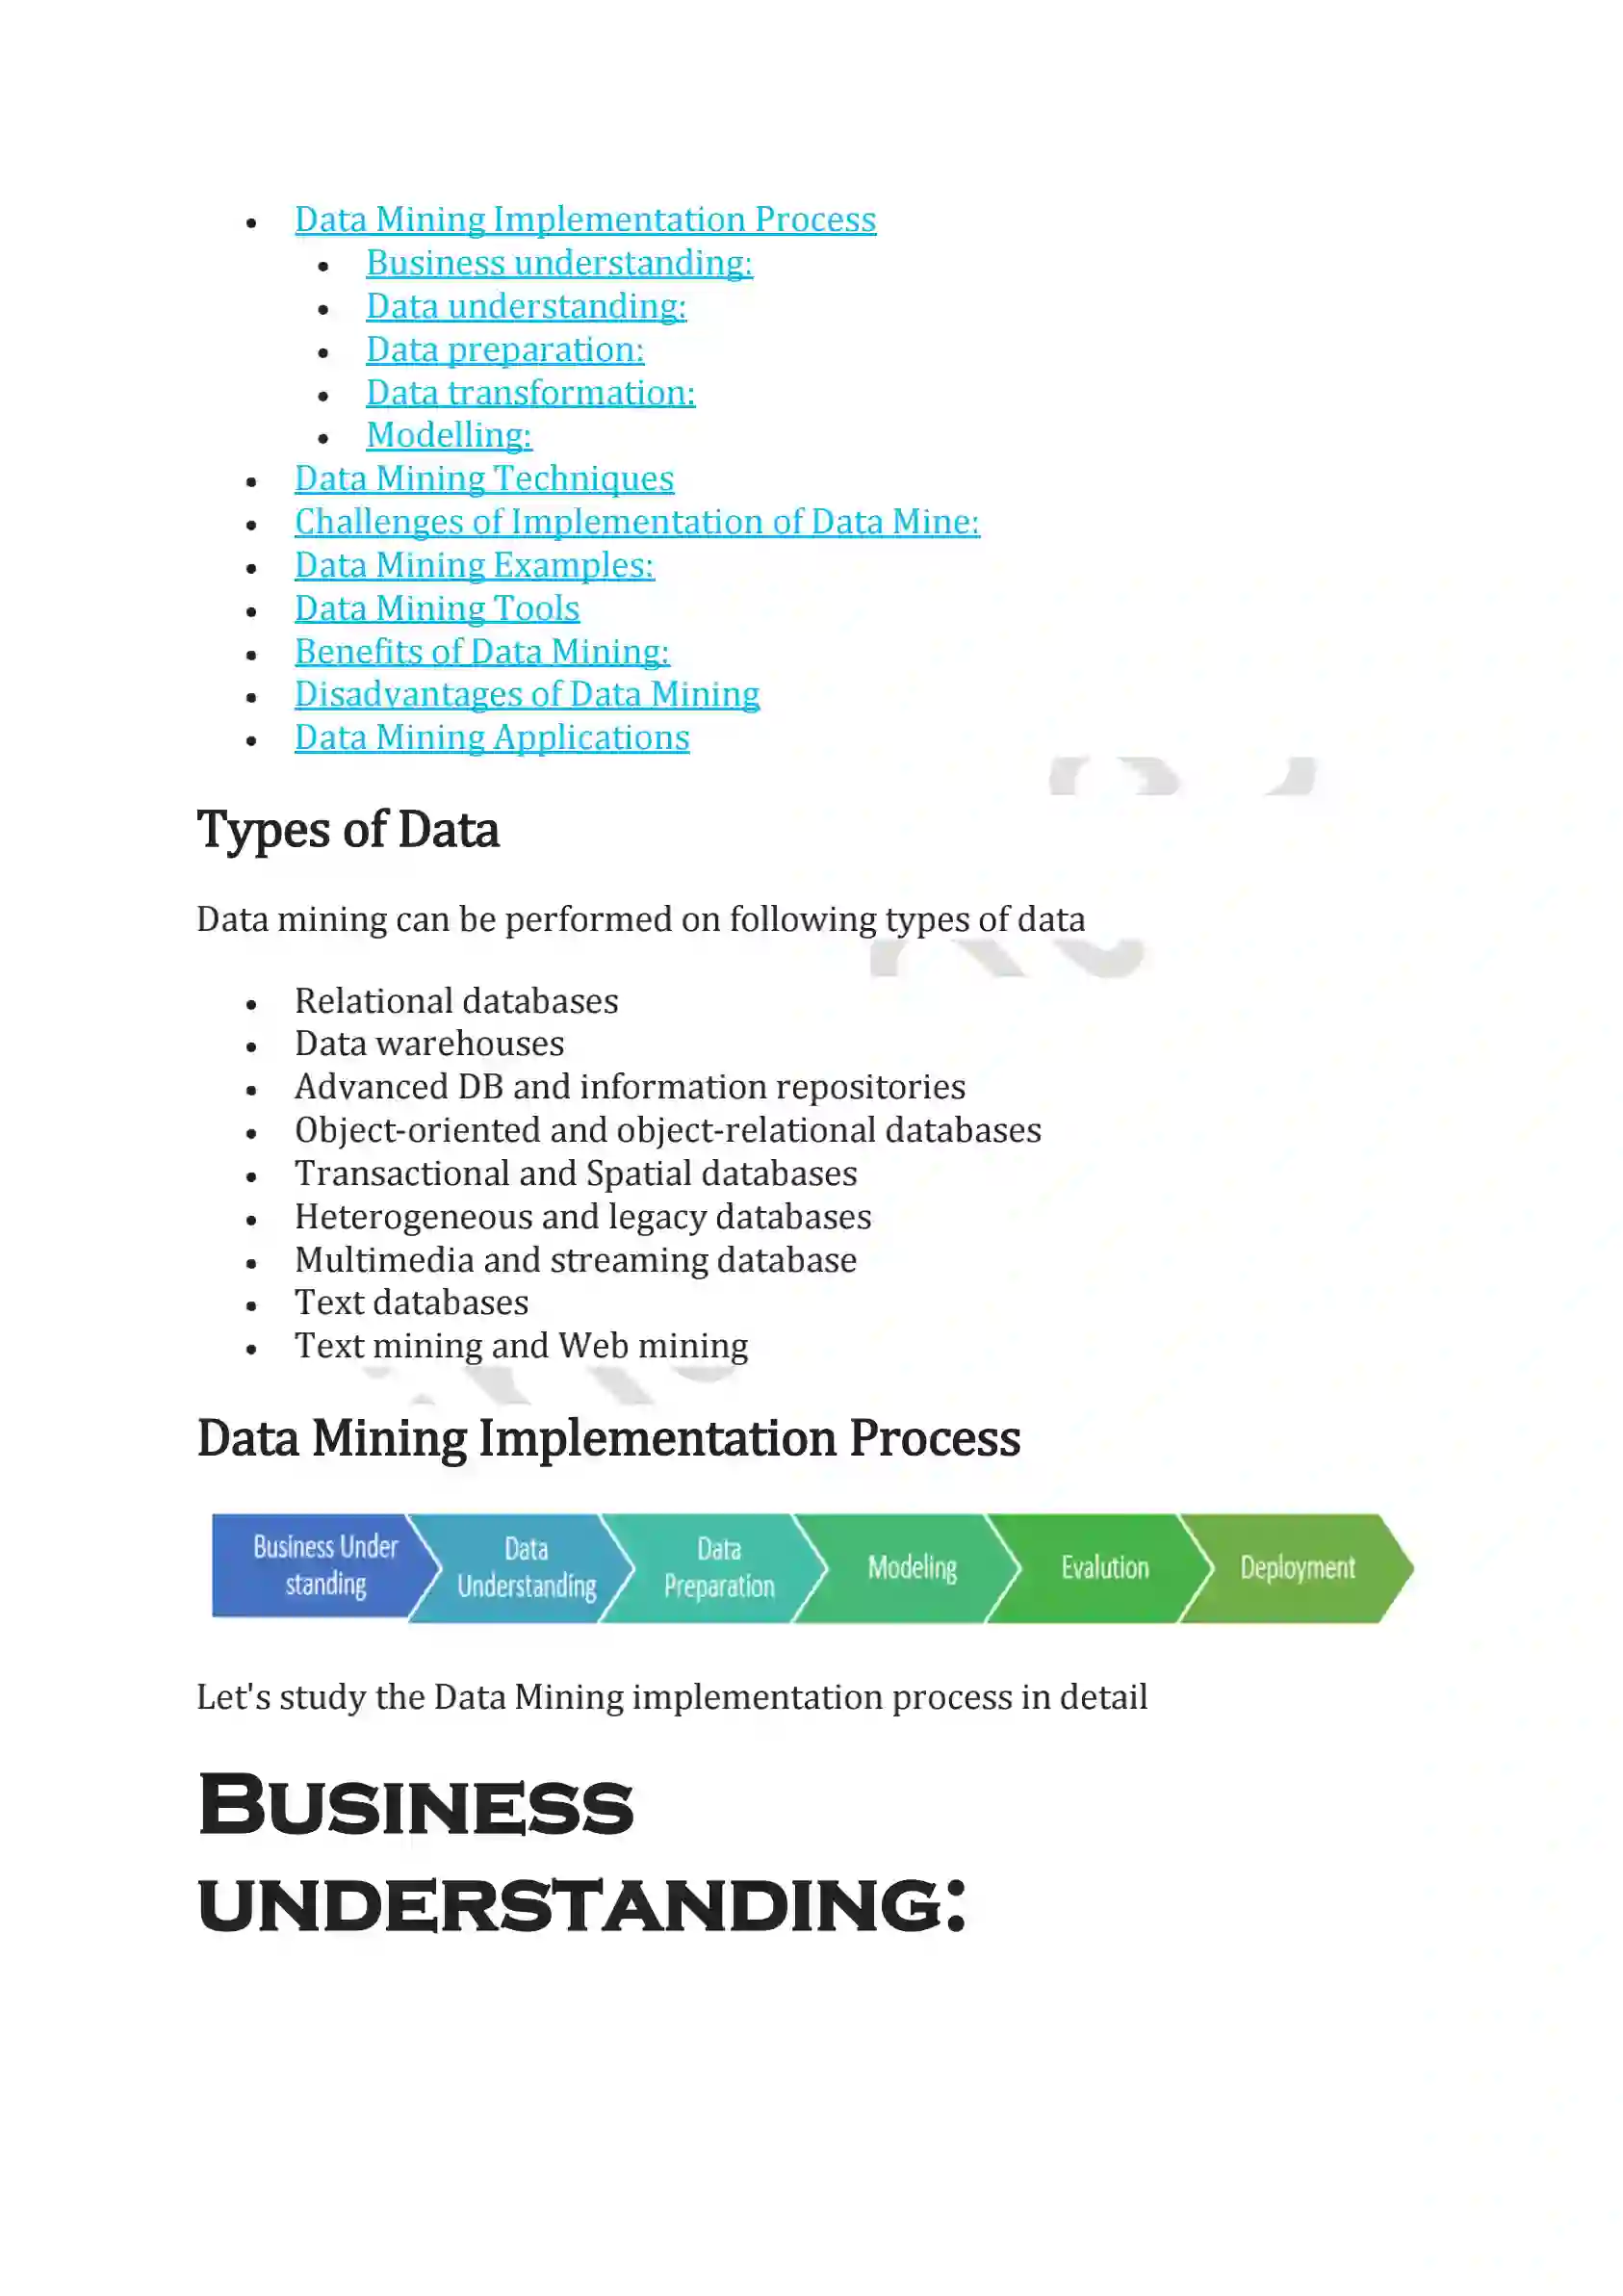 Data Mining Implementation Process
Business understanding:
Data understanding:
Data preparation:
Data transformation:
Modelling:
Data Mining Techniques
Challenges of Implementation of Data Mine:
Data Mining Examples:
Data Mining Tools
Benefits of Data Mining:
Disadvantages of Data Mining
Data Mining Applications
Types of Data
Data mining can be performed on following types of data
Relational databases
Data warehouses
Advanced DB and information repositories
Object-oriented and object-relational databases
Transactional and Spatial databases
Heterogeneous and legacy databases
Multimedia and streaming database
Text databases
Text mining and Web mining
Data Mining Implementation Process
Business Under
standing
Data
Understanding
Data
Preparation
Modeling
Evalution
Deployment
Let's study the Data Mining implementation process in detail
BUSINESS
UNDERSTANDING: